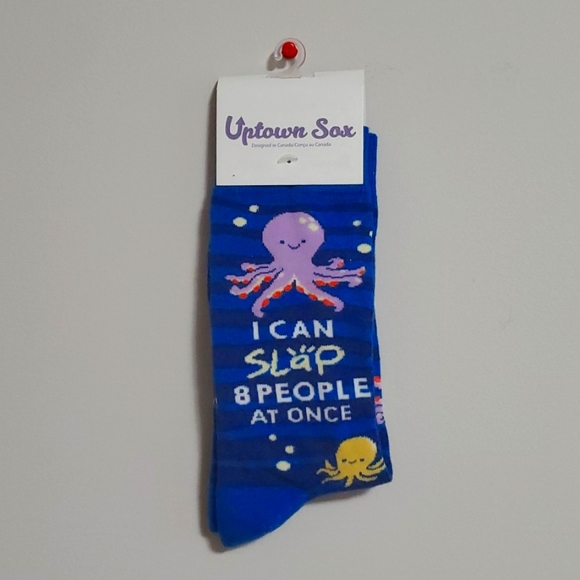 Uptown Sox
Designed in Canada/Conçu au Canada
I CAN
SLAP
8 PEOPLE
AT ONCE